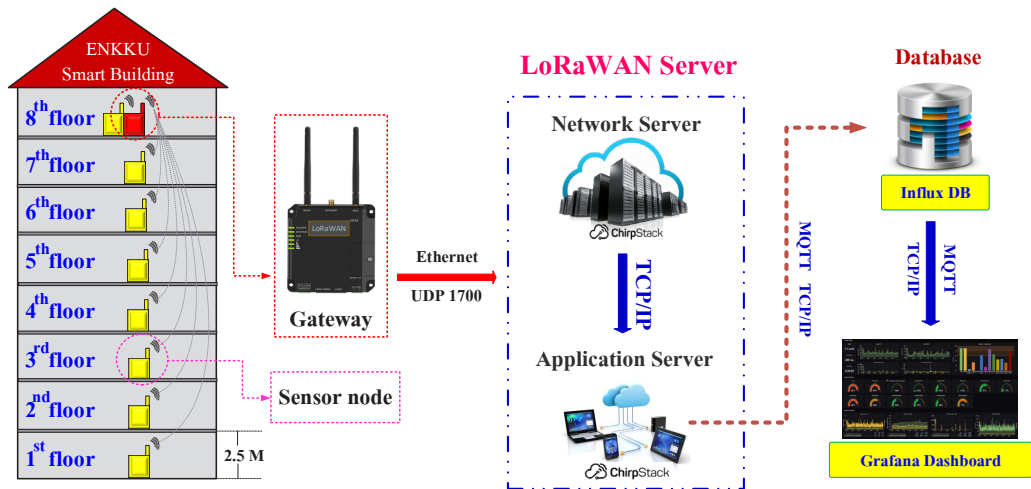 ENKKU
Smart Building
8th floor
7th floor
6th floor
5th floor
4th floor
3rd floor
2nd floor
1st floor
2.5 M
LoRaWAN
Gateway
Sensor node
Ethernet
UDP 1700
LoRaWAN Server
Network Server
ChirpStack
TCP/IP
Application Server
ChirpStack
MQTT TCP/IP
Database
Influx DB
MQTT
TCP/IP
Grafana Dashboard